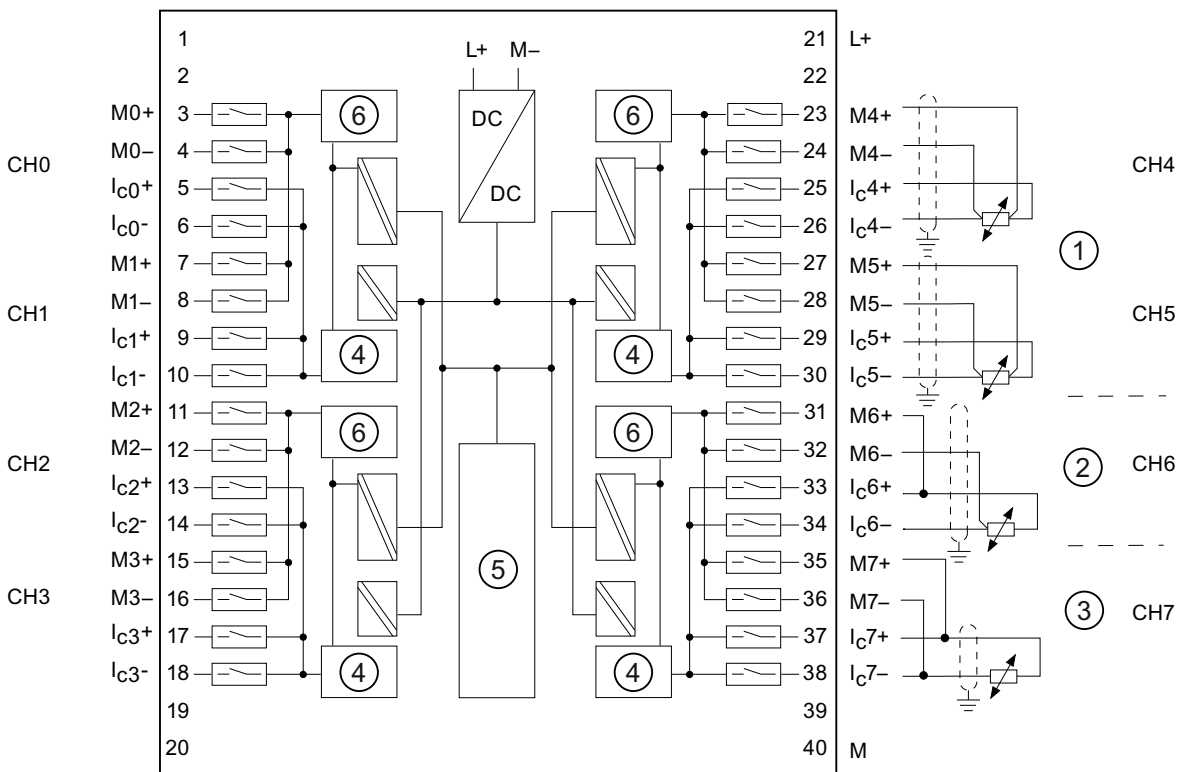 1 21 L+
L+ M–
2 22
M0+ 3 6 6 23 M4+
DC
CH0 M0– 4 24 M4– CH4
Ic0+ 5 25 Ic4+
DC
Ic0- 6 26 Ic4–
1
M1+ 7 27 M5+
CH1 M1– 8 28 M5– CH5
Ic1+ 9 4 4 29 Ic5+
Ic1- 10 30 Ic5–
M2+ 11 6 6 31 M6+
CH2 M2– 12 32 M6– 2 CH6
Ic2+ 13 33 Ic6+
Ic2- 14 34 Ic6–
M3+ 15 5 35 M7+
CH3 M3– 16 36 M7– 3 CH7
Ic3+ 17 37 Ic7+
Ic3- 18 4 4 38 Ic7–
19 39
20 40 M